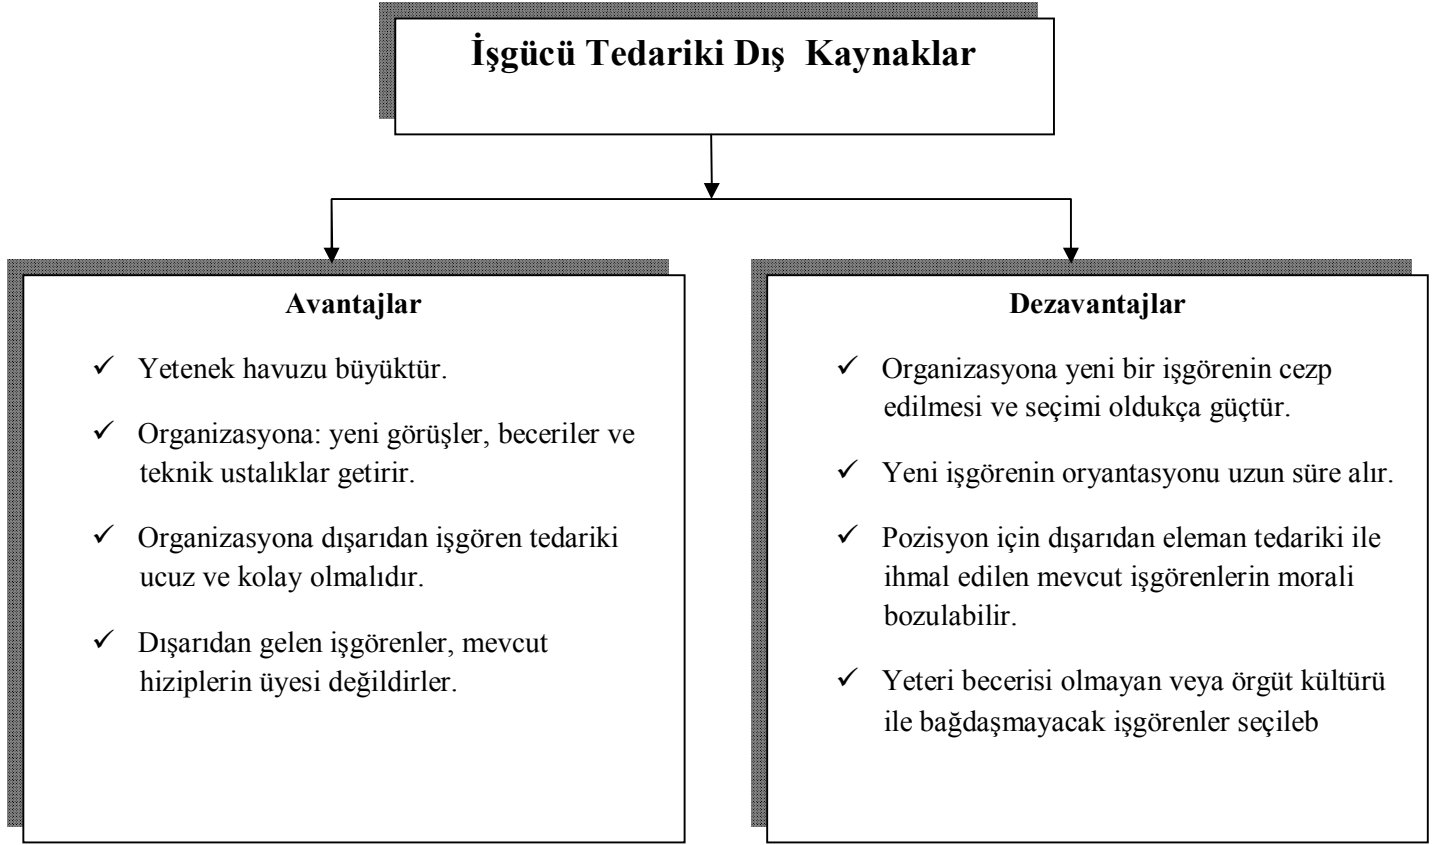 İşgücü Tedariki Dış Kaynaklar
Avantajlar
✓ Yetenek havuzu büyüktür.
✓ Organizasyona: yeni görüşler, beceriler ve
teknik ustalıklar getirir.
✓ Organizasyona dışarıdan işgören tedariki
ucuz ve kolay olmalıdır.
✓ Dışarıdan gelen işgörenler, mevcut
hiziplerin üyesi değildirler.
Dezavantajlar
✓ Organizasyona yeni bir işgörenin cezp
edilmesi ve seçimi oldukça güçtür.
✓ Yeni işgörenin oryantasyonu uzun süre alır.
✓ Pozisyon için dışarıdan eleman tedariki ile
ihmal edilen mevcut işgörenlerin morali
bozulabilir.
✓ Yeteri becerisi olmayan veya örgüt kültürü
ile bağdaşmayacak işgörenler seçileb